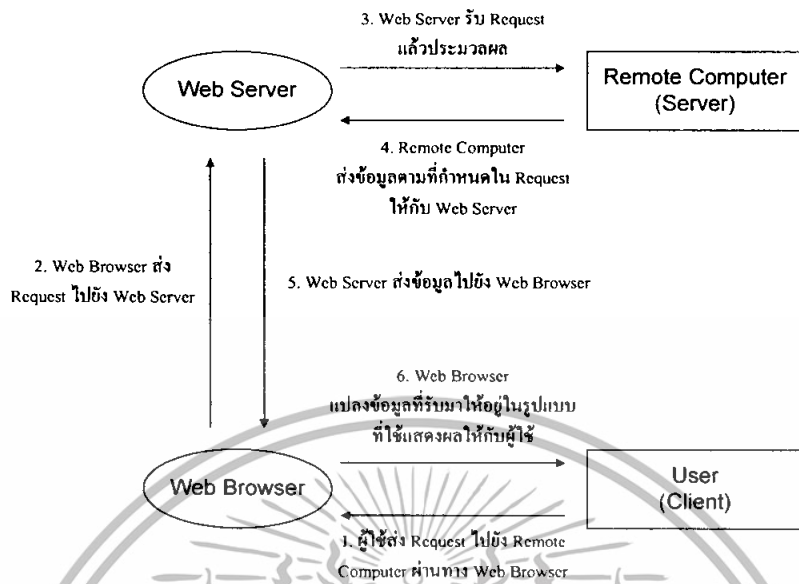 3. Web Server รับ Request
แล้วประมวลผล
Web Server
Remote Computer
(Server)
4. Remote Computer
ส่งข้อมูลตามที่กำหนดใน Request
ให้กับ Web Server
2. Web Browser ส่ง
Request ไปยัง Web Server
5. Web Server ส่งข้อมูลไปยัง Web Browser
6. Web Browser
แปลงข้อมูลที่รับมาให้อยู่ในรูปแบบ
ที่ใช้แสดงผลให้กับผู้ใช้
Web Browser
User
(Client)
1. ผู้ใช้ส่ง Request ไปยัง Remote
Computer ผ่านทาง Web Browser